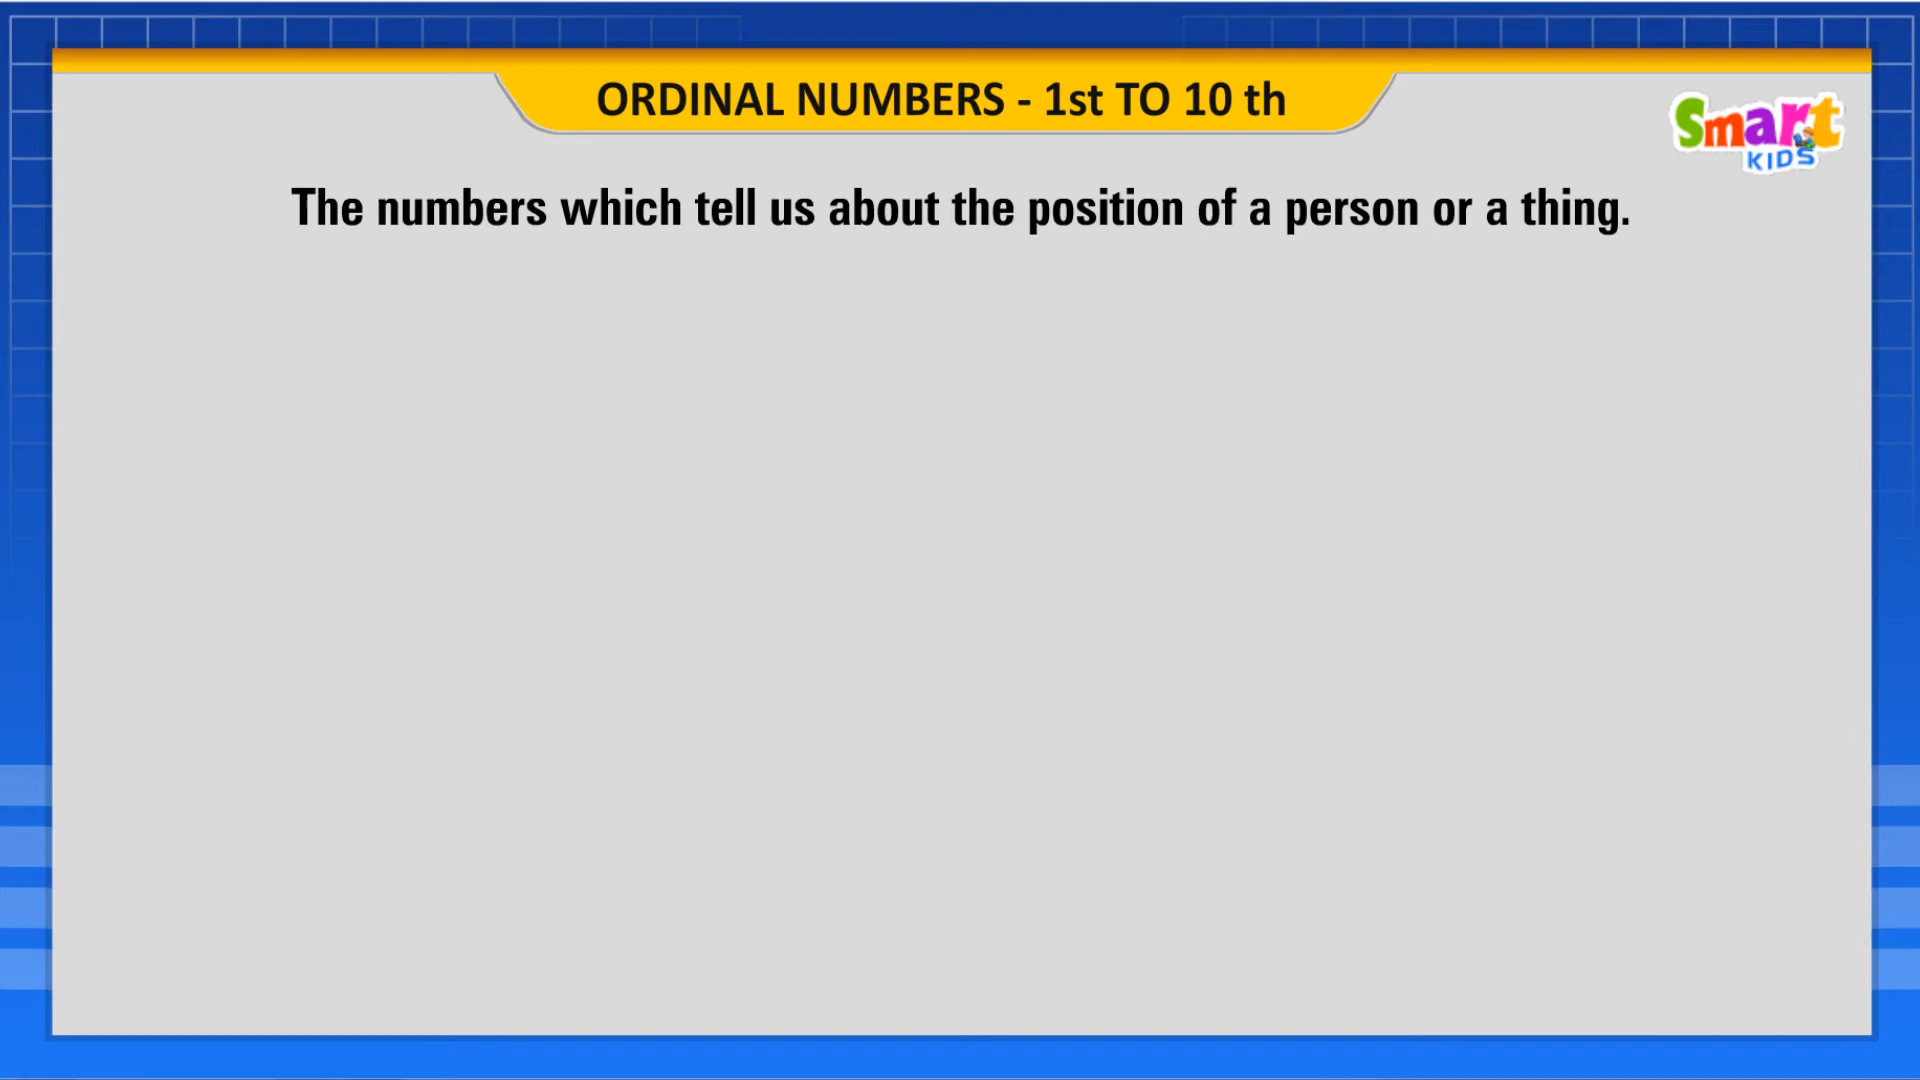 ORDINAL NUMBERS - 1st TO 10 th
Smart
KIDS
The numbers which tell us about the position of a person or a thing.